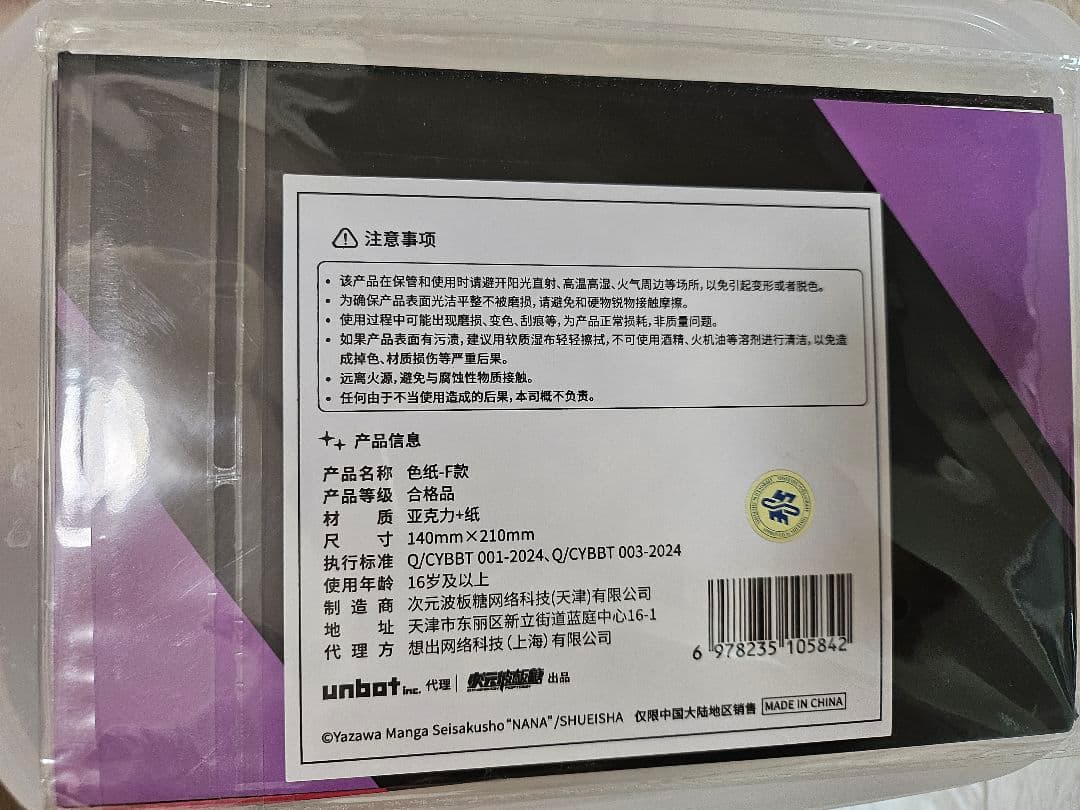 注意事项
• 该产品在保管和使用时请避开阳光直射、高温高湿、火气周边等场所，以免引起变形或者脱色。
• 为确保产品表面光洁平整不被磨损，请避免和硬物锐物接触摩擦。
• 使用过程中可能出现磨损、变色、刮痕等，为产品正常损耗，非质量问题。
• 如果产品表面有污渍，建议用软质湿布轻轻擦拭，不可使用酒精、火机油等溶剂进行清洁，以免造
成掉色、材质损伤等严重后果。
• 远离火源，避免与腐蚀性物质接触。
• 任何由于不当使用造成的后果，本司概不负责。
产品信息
产品名称 色纸-F款
产品等级 合格品
材 质 亚克力+纸
尺 寸 140mm×210mm
执行标准 Q/CYBBT 001-2024、Q/CYBBT 003-2024
使用年龄 16岁及以上
制造商 次元波板糖网络科技(天津)有限公司
地 址 天津市东丽区新立街道蓝庭中心16-1
代理方 想出网络科技(上海)有限公司
6 978235 105842
unbot inc. 代理 | 次元波板糖 出品
©Yazawa Manga Seisakusho "NANA"/SHUEISHA 仅限中国大陆地区销售 MADE IN CHINA